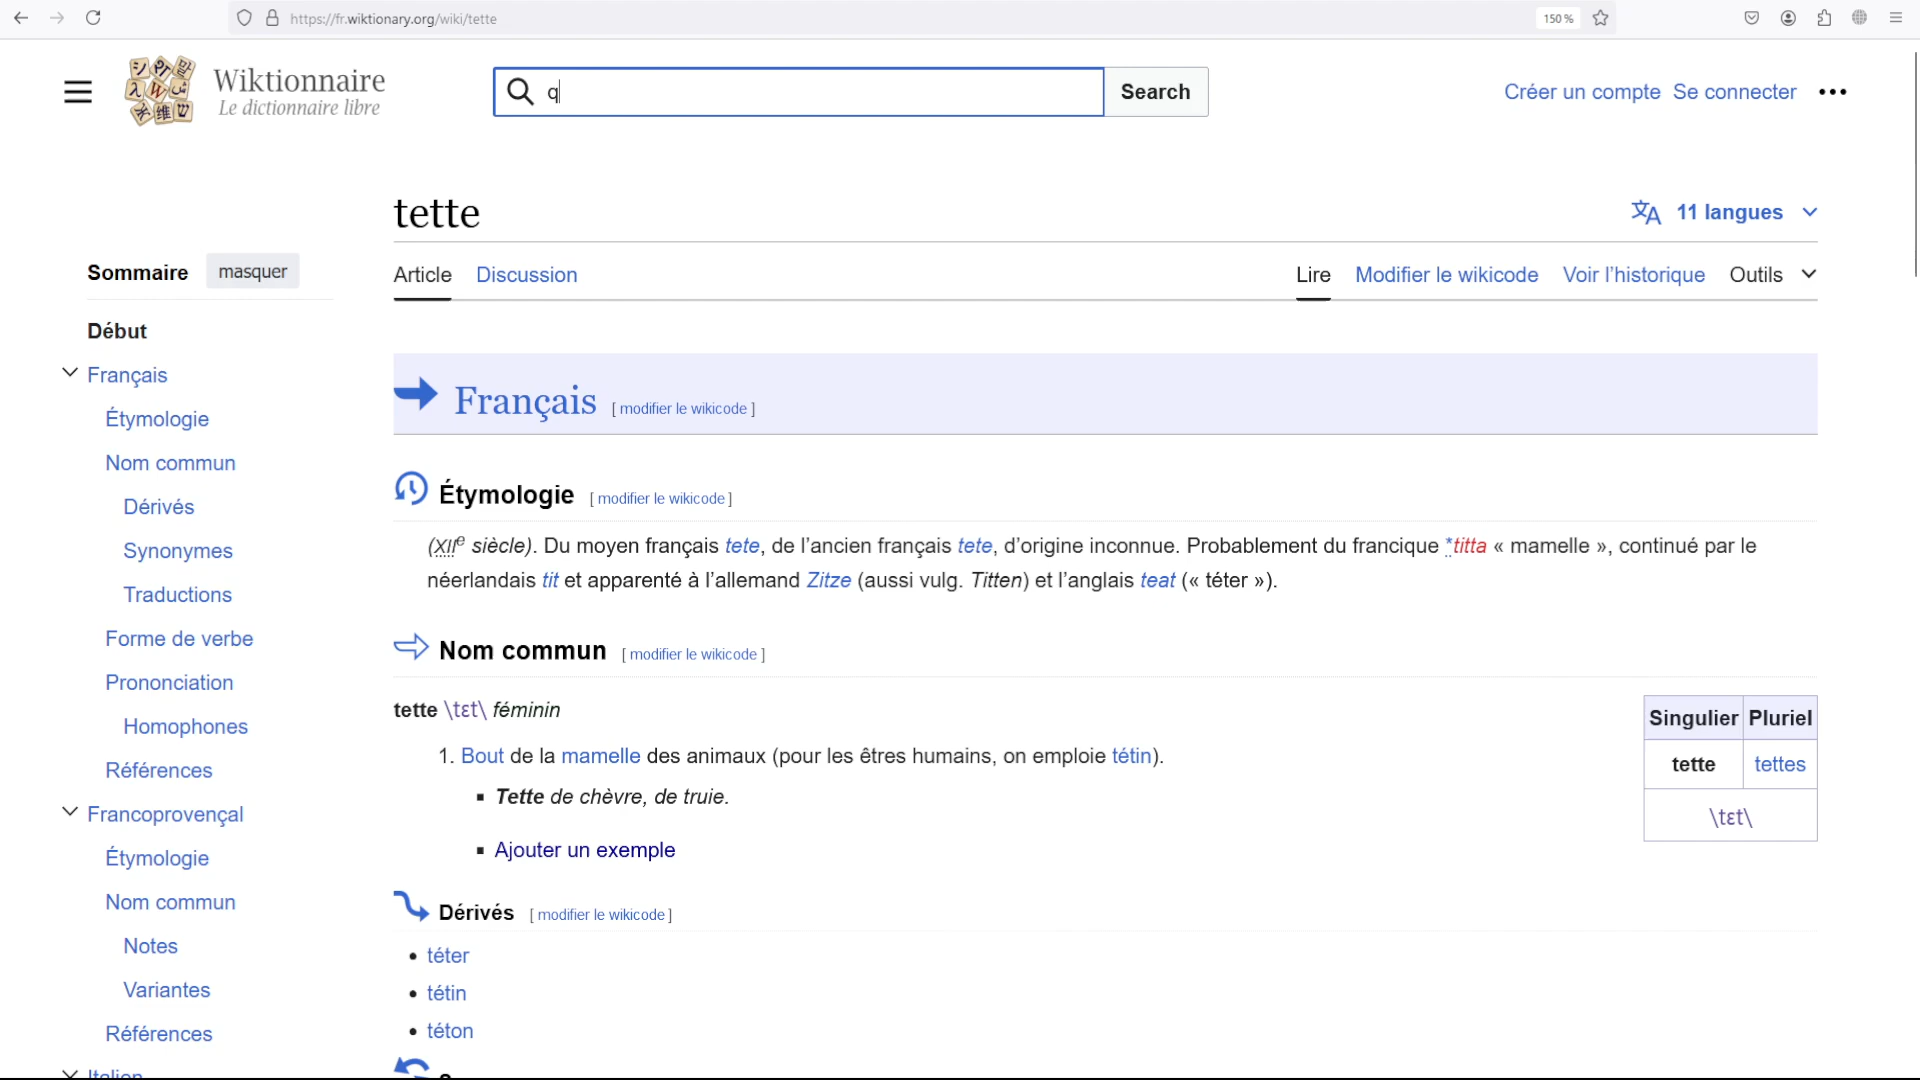 https://fr.wiktionary.org/wiki/tette
150 %
Wiktionnaire
Le dictionnaire libre
q
Search
Créer un compte Se connecter
tette
11 langues
Article Discussion
Lire Modifier le wikicode Voir l’historique Outils
Sommaire masquer
Début
Français
Étymologie
Nom commun
Dérivés
Synonymes
Traductions
Forme de verbe
Prononciation
Homophones
Références
Francoprovençal
Étymologie
Nom commun
Notes
Variantes
Références
Italien
Français [ modifier le wikicode ]
Étymologie [ modifier le wikicode ]
(XIIe siècle). Du moyen français tete, de l’ancien français tete, d’origine inconnue. Probablement du francique *titta « mamelle », continué par le
néerlandais tit et apparenté à l’allemand Zitze (aussi vulg. Titten) et l’anglais teat (« téter »).
Nom commun [ modifier le wikicode ]
tette \tɛt\ féminin
1. Bout de la mamelle des animaux (pour les êtres humains, on emploie tétin).
Tette de chèvre, de truie.
Ajouter un exemple
Singulier Pluriel
tette tettes
\tɛt\
Dérivés [ modifier le wikicode ]
téter
tétin
téton